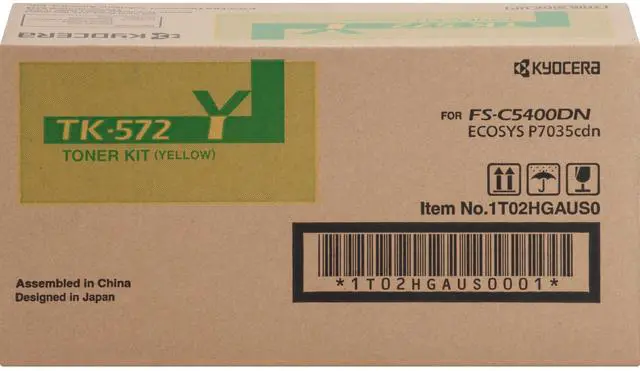 KYOCERA
KYOCERA
TK-572 Y
TONER KIT (YELLOW)
FOR FS-C5400DN
ECOSYS P7035cdn
Item No.1T02HGAUS0
*1T02HGAUS0001*
Assembled in China
Designed in Japan